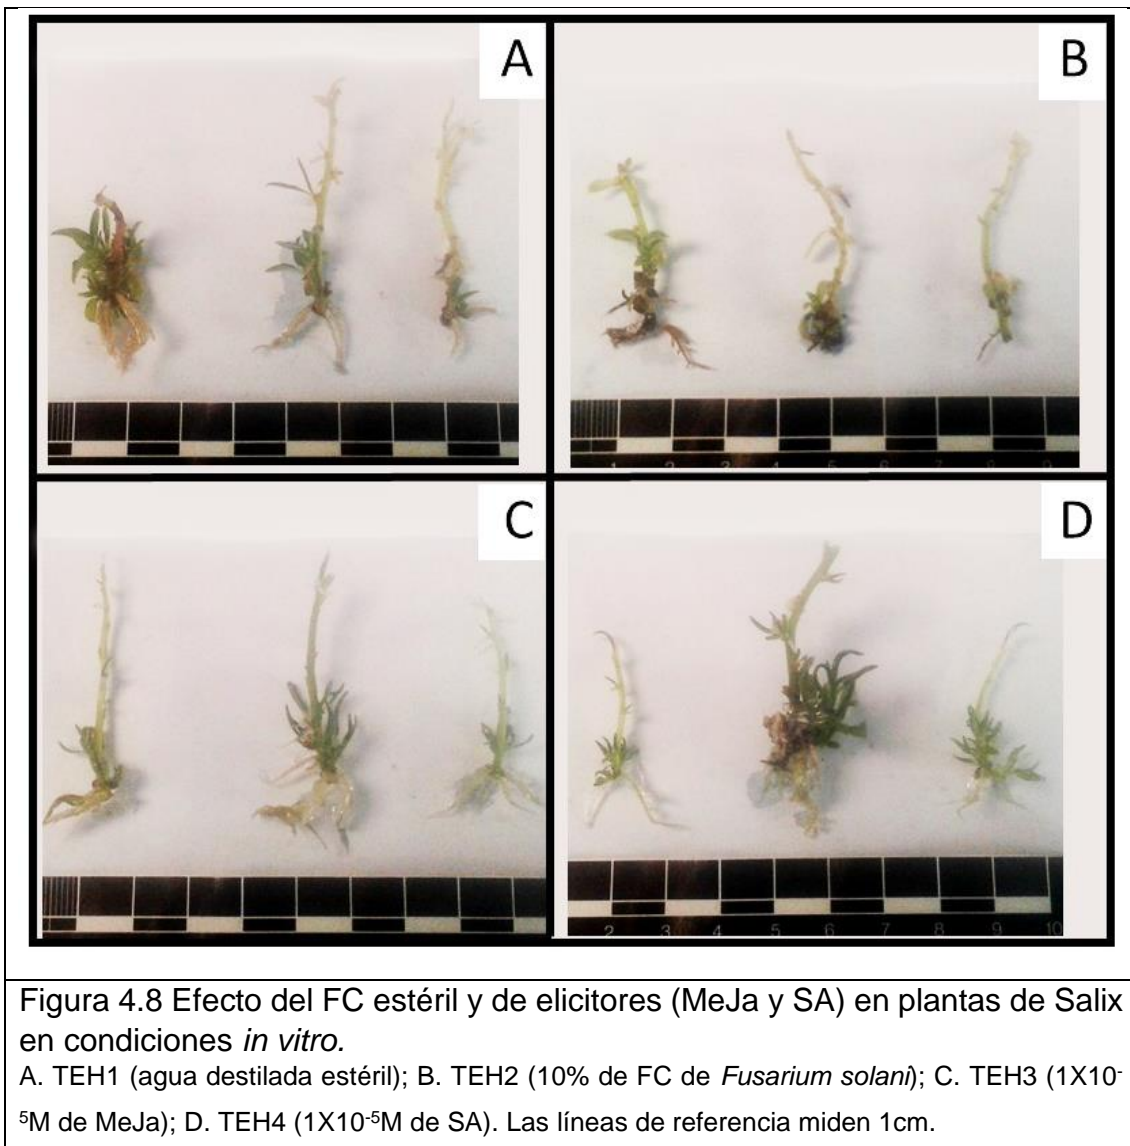 A
B
1 2 3 4 5 6 7 8 9
C
D
2 3 4 5 6 7 8 9 10
Figura 4.8 Efecto del FC estéril y de elicitores (MeJa y SA) en plantas de Salix
en condiciones in vitro.
A. TEH1 (agua destilada estéril); B. TEH2 (10% de FC de Fusarium solani); C. TEH3 (1X10-
5M de MeJa); D. TEH4 (1X10-5M de SA). Las líneas de referencia miden 1cm.